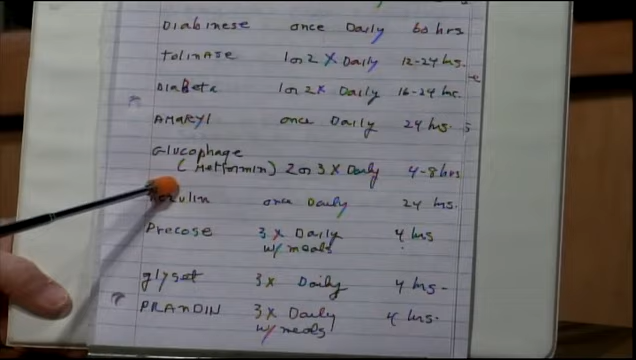 Diabinese once Daily 60 hrs
Tolinase 1 or 2 X Daily 12-24 hrs.
DiaBeta 1 or 2 X Daily 16-24 hrs.
AMARYL once Daily 24 hrs.
Glucophage
(Metformin) 2 or 3 X Daily 4-8 hrs
once Daily 24 hrs.
Precose 3 X Daily 4 hrs
w/ meals
glyset 3 X Daily 4 hrs.
PRANDIN 3 X Daily 4 hrs.
w/ meals